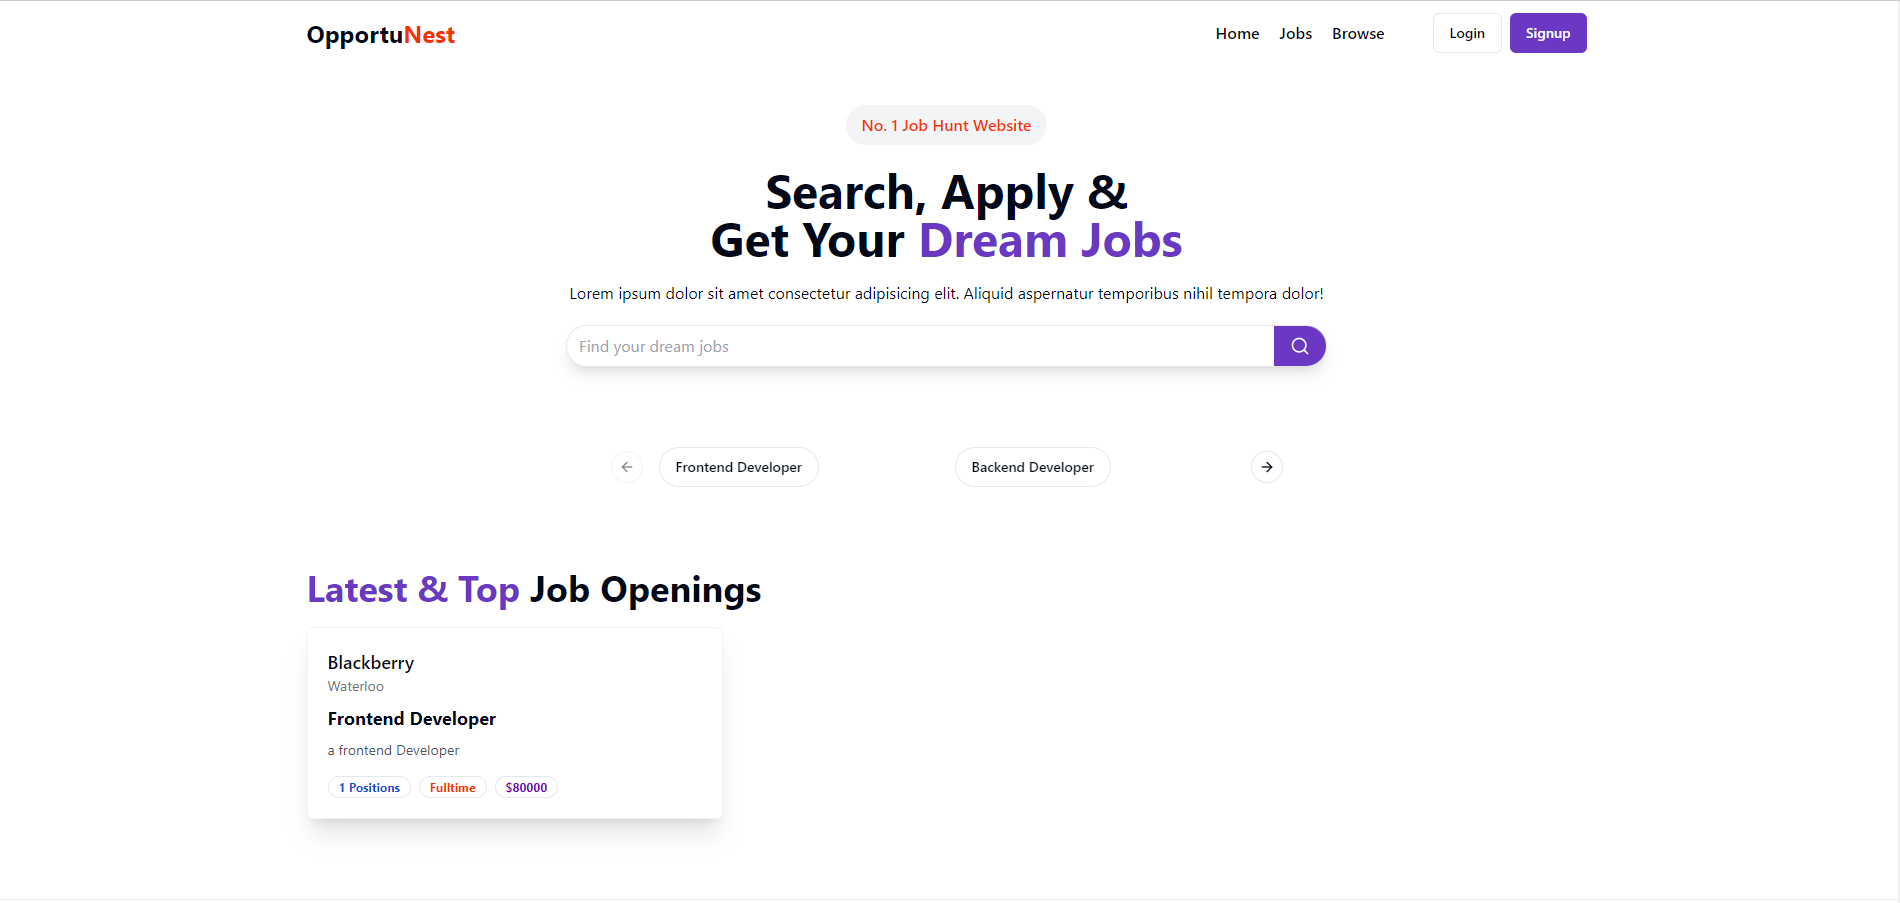 OpportuNest
Home Jobs Browse Login Signup
No. 1 Job Hunt Website
Search, Apply &
Get Your Dream Jobs
Lorem ipsum dolor sit amet consectetur adipisicing elit. Aliquid aspernatur temporibus nihil tempora dolor!
Find your dream jobs
Frontend Developer Backend Developer
Latest & Top Job Openings
Blackberry
Waterloo
Frontend Developer
a frontend Developer
1 Positions Fulltime $80000